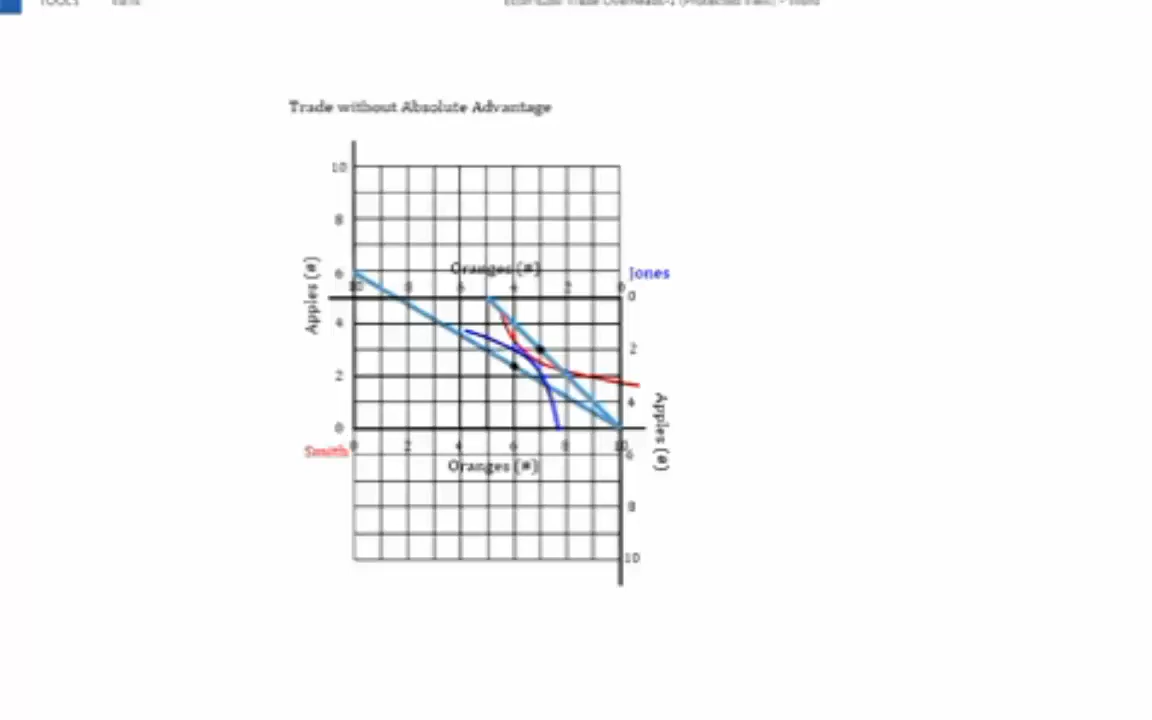 TOOLS
Trade without Absolute Advantage
10
8
Oranges (#)
6 Jones
10 8 6 4 2 0
0
Apples (#)
4
2
2
4
0
Apples (#)
0 2 4 6 8 10
Smith
6
Oranges (#)
8
10